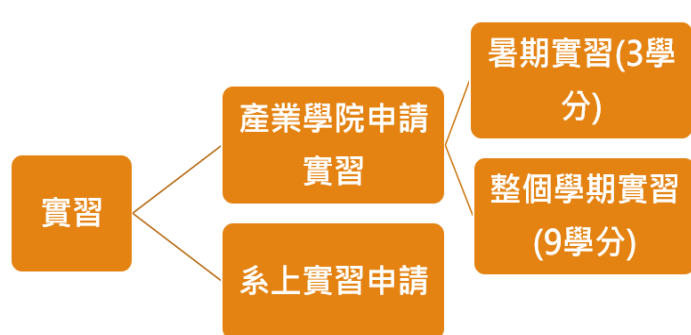 實習
產業學院申請
實習
暑期實習(3學
分)
整個學期實習
(9學分)
系上實習申請